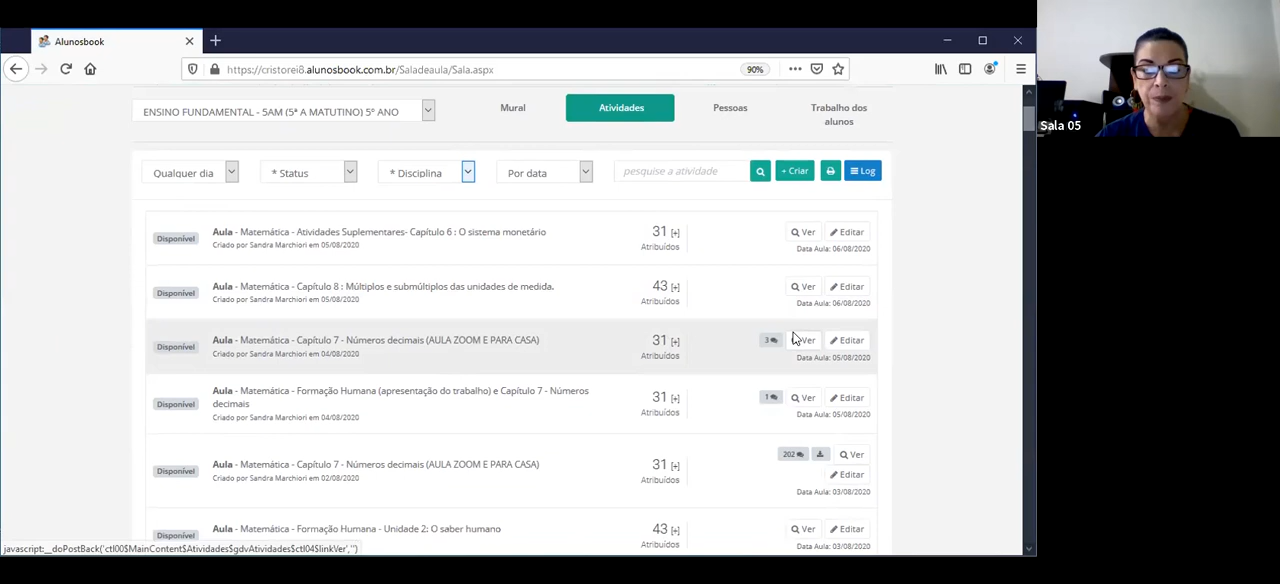 Alunosbook
https://cristorei8.alunosbook.com.br/Saladeaula/Sala.aspx
90%
ENSINO FUNDAMENTAL - 5AM (5ª A MATUTINO) 5º ANO
Mural
Atividades
Pessoas
Trabalho dos
alunos
Sala 05
Qualquer dia
* Status
* Disciplina
Por data
pesquise a atividade
+ Criar
Log
Disponível
Aula - Matemática - Atividades Suplementares- Capítulo 6 : O sistema monetário
Criado por Sandra Marchiori em 05/08/2020
31 [+]
Atribuídos
Ver
Editar
Data Aula: 06/08/2020
Disponível
Aula - Matemática - Capítulo 8 : Múltiplos e submúltiplos das unidades de medida.
Criado por Sandra Marchiori em 05/08/2020
43 [+]
Atribuídos
Ver
Editar
Data Aula: 06/08/2020
Disponível
Aula - Matemática - Capítulo 7 - Números decimais (AULA ZOOM E PARA CASA)
Criado por Sandra Marchiori em 04/08/2020
31 [+]
Atribuídos
3
Ver
Editar
Data Aula: 05/08/2020
Disponível
Aula - Matemática - Formação Humana (apresentação do trabalho) e Capítulo 7 - Números
decimais
Criado por Sandra Marchiori em 04/08/2020
31 [+]
Atribuídos
1
Ver
Editar
Data Aula: 05/08/2020
Disponível
Aula - Matemática - Capítulo 7 - Números decimais (AULA ZOOM E PARA CASA)
Criado por Sandra Marchiori em 02/08/2020
31 [+]
Atribuídos
202
Ver
Editar
Data Aula: 03/08/2020
Disponível
Aula - Matemática - Formação Humana - Unidade 2: O saber humano
Criado por Sandra Marchiori em 02/08/2020
43 [+]
Atribuídos
Ver
Editar
Data Aula: 03/08/2020
javascript:__doPostBack('ctl00$MainContent$Atividades$gdvAtividades$ctl04$linkVer','')